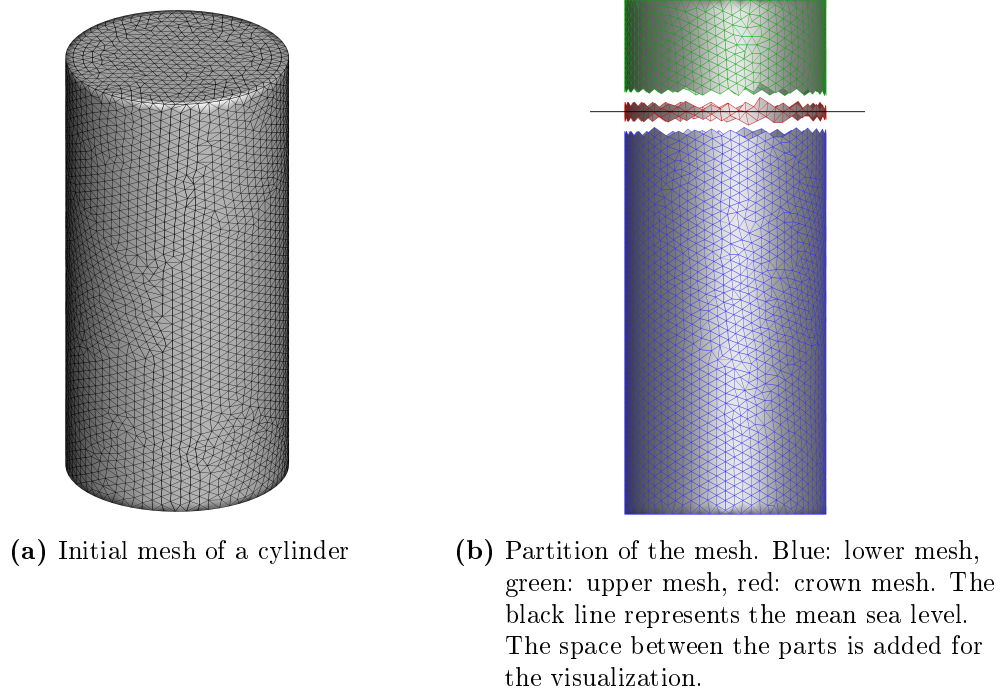 (a) Initial mesh of a cylinder
(b) Partition of the mesh. Blue: lower mesh,
green: upper mesh, red: crown mesh. The
black line represents the mean sea level.
The space between the parts is added for
the visualization.